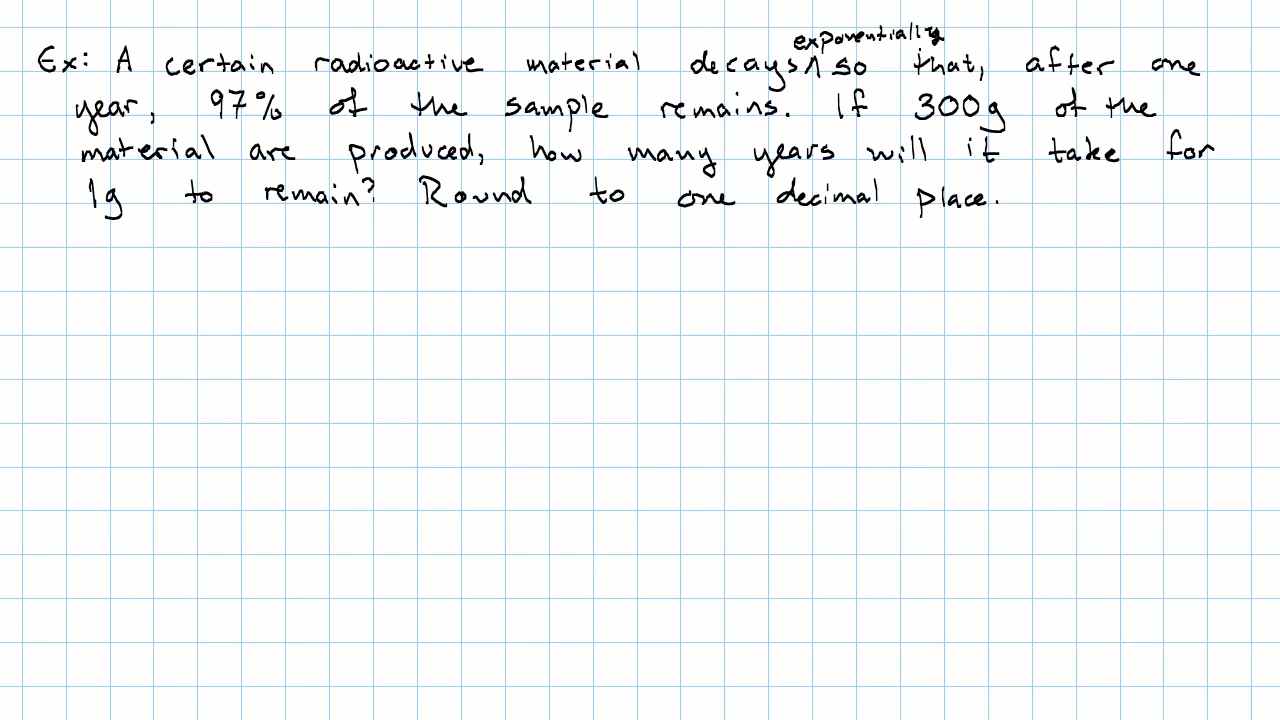 exponentially
Ex: A certain radioactive material decays ^ so that, after one
year, 97% of the sample remains. If 300g of the
material are produced, how many years will it take for
1g to remain? Round to one decimal place.